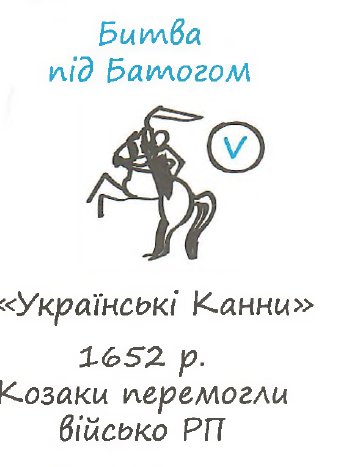 Битва
під Батогом
V
«Українські Канни»
1652 р.
Козаки перемогли
військо РП